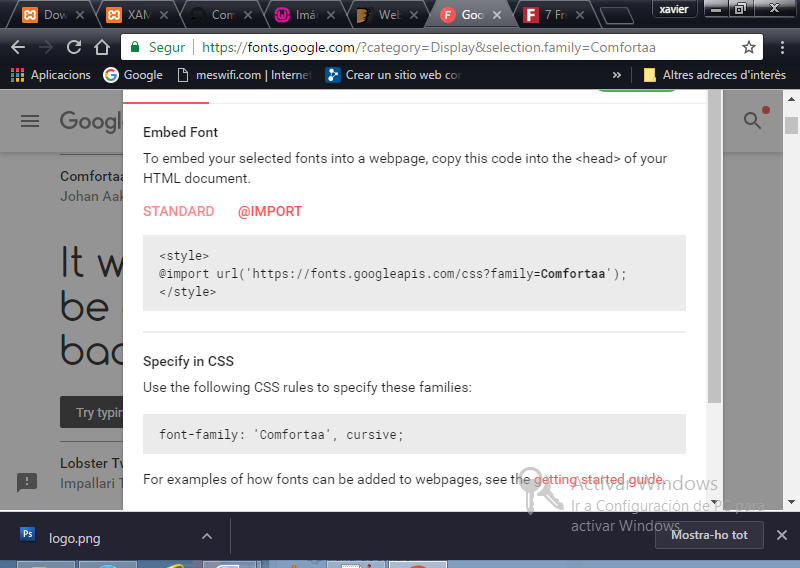 Dow
XAM
Com
Imá
Web
Goo
7 Fr
xavier
Segur
https://fonts.google.com/?category=Display&selection.family=Comfortaa
Aplicacions
Google
meswifi.com | Internet
Crear un sitio web co
»
Altres adreces d'interès
Google
Embed Font
To embed your selected fonts into a webpage, copy this code into the <head> of your
HTML document.
STANDARD
@IMPORT
<style>
@import url('https://fonts.googleapis.com/css?family=Comfortaa');
</style>
Specify in CSS
Use the following CSS rules to specify these families:
font-family: 'Comfortaa', cursive;
For examples of how fonts can be added to webpages, see the getting started guide.
Comfortaa
Johan Aak
It w
be
bac
Try typin
Lobster Tw
Impallari T
Activar Windows
Ir a Configuración de PC para
activar Windows.
Ps
logo.png
Mostra-ho tot